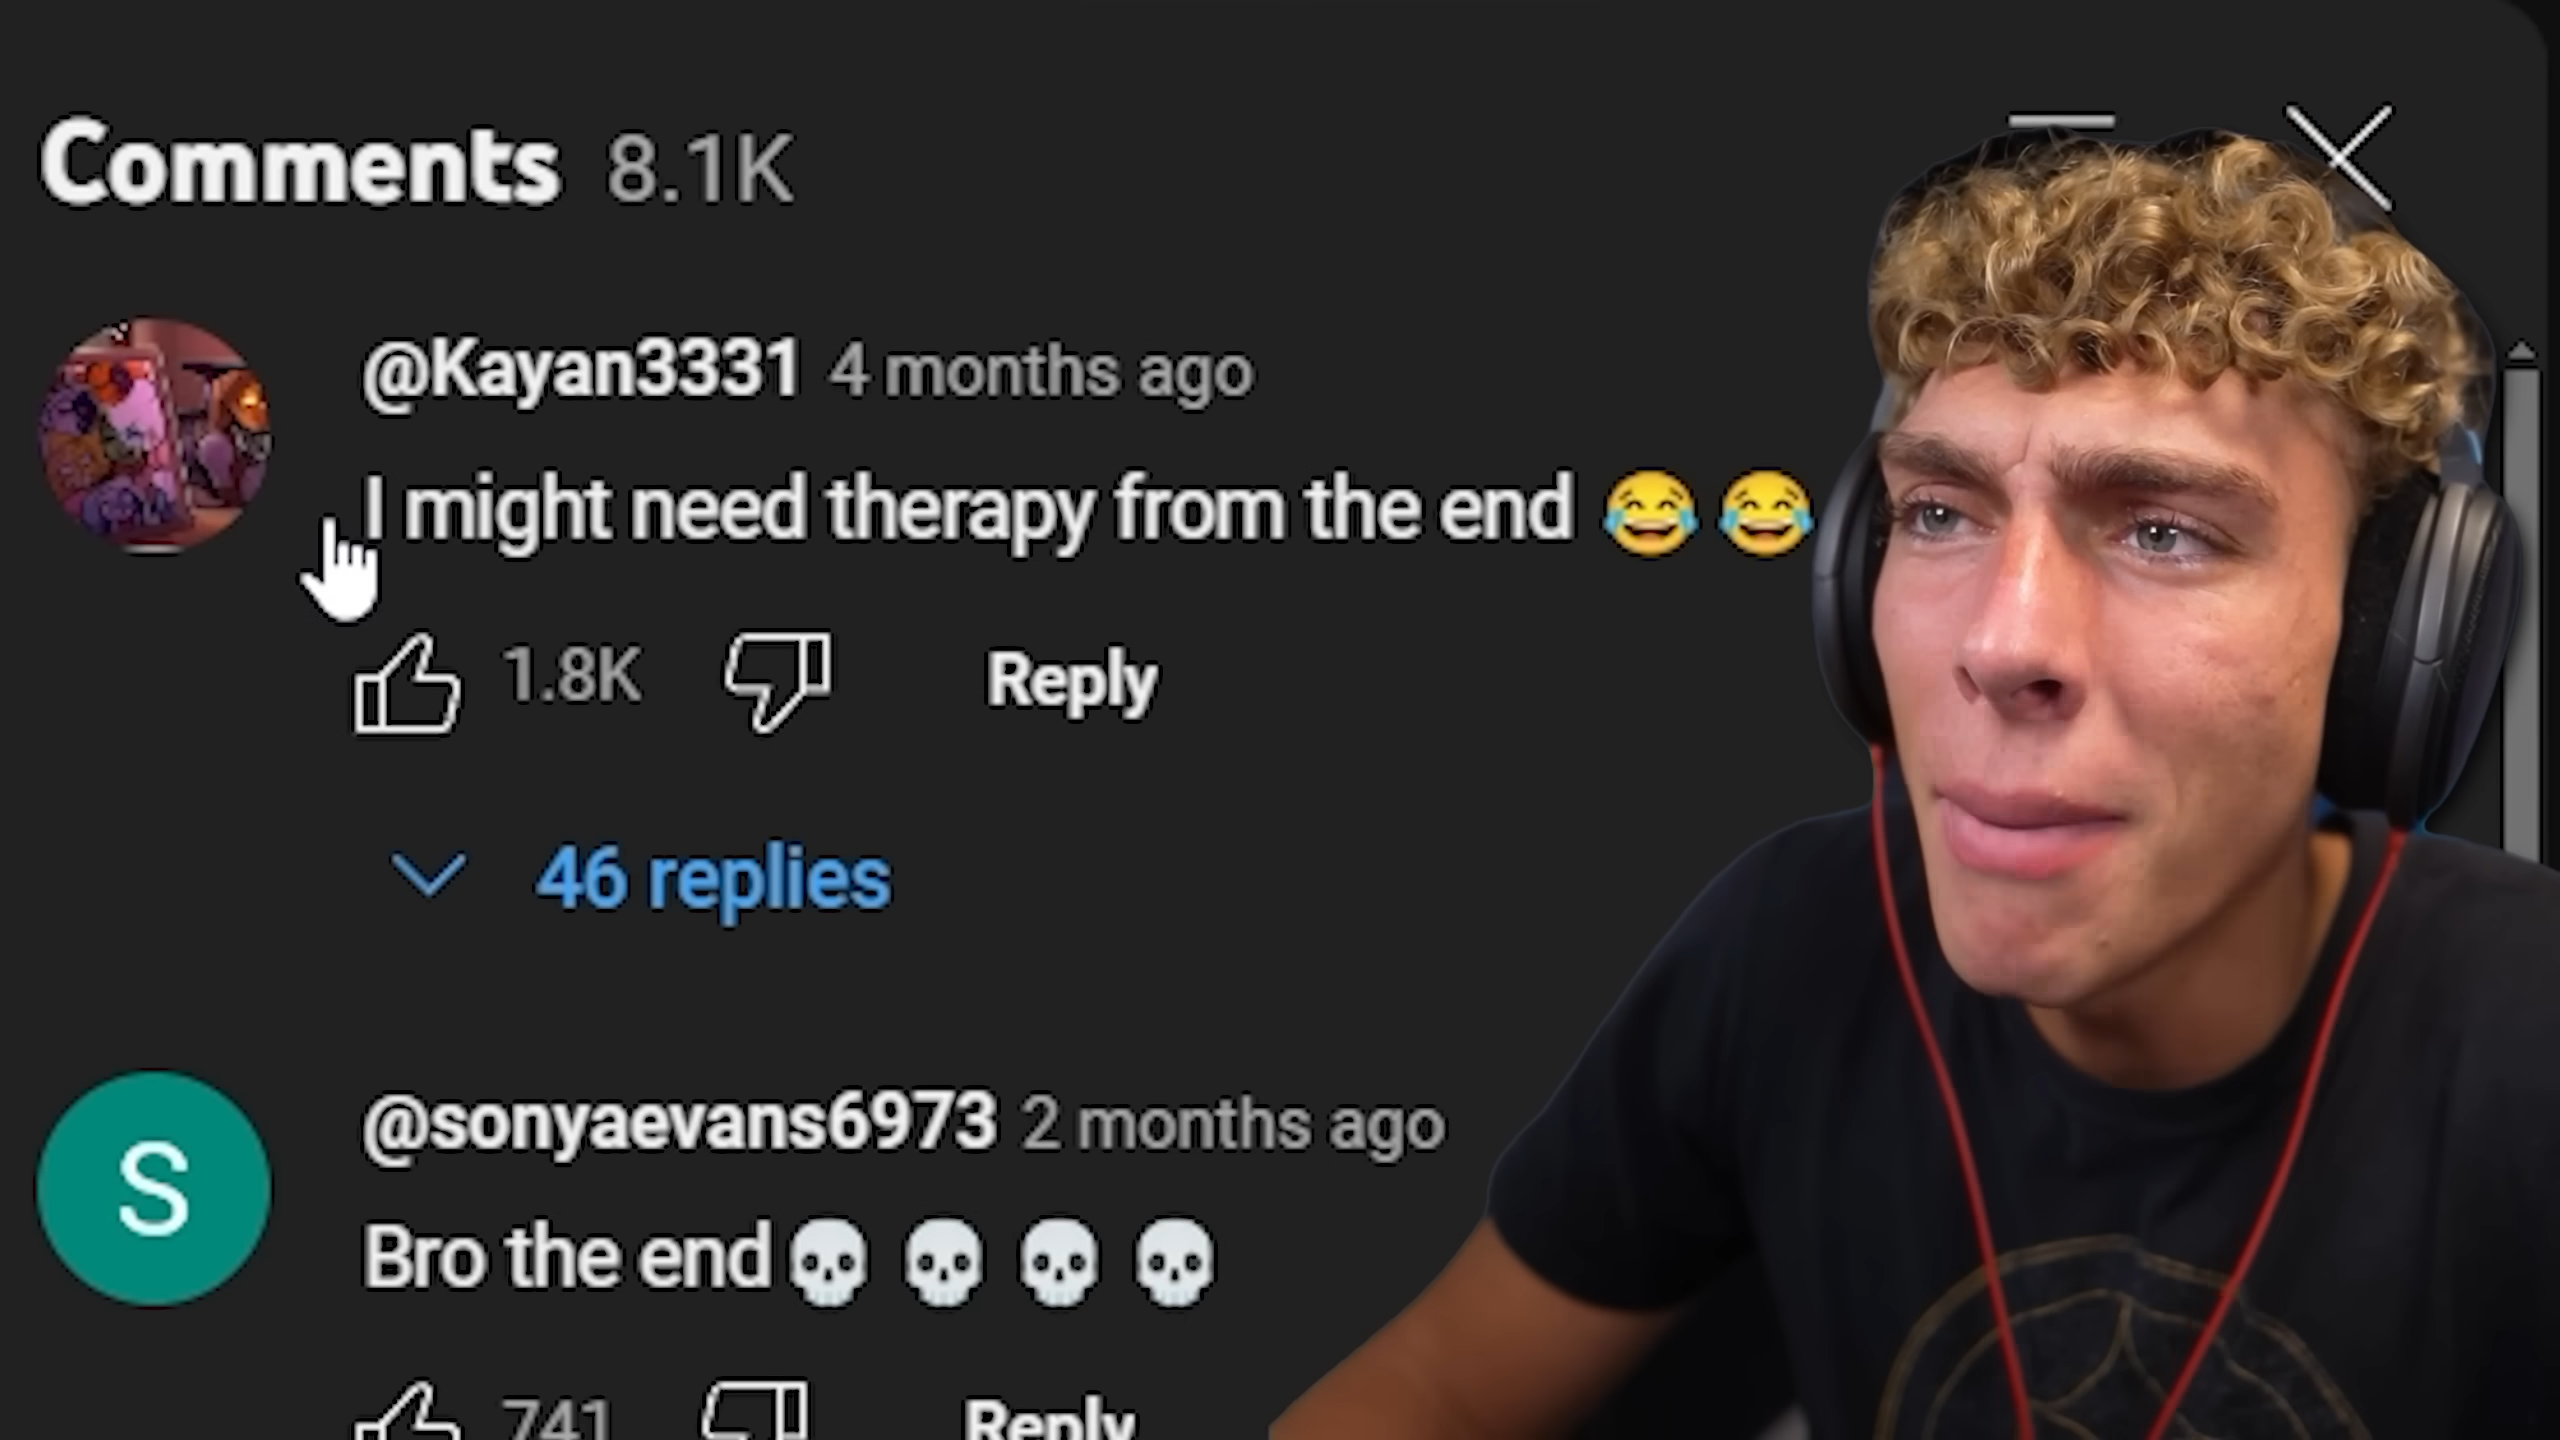 Comments 8.1K
@Kayan3331 4 months ago
I might need therapy from the end 😂😂
1.8K Reply
46 replies
S
@sonyaevans6973 2 months ago
Bro the end💀💀💀💀
741 Reply